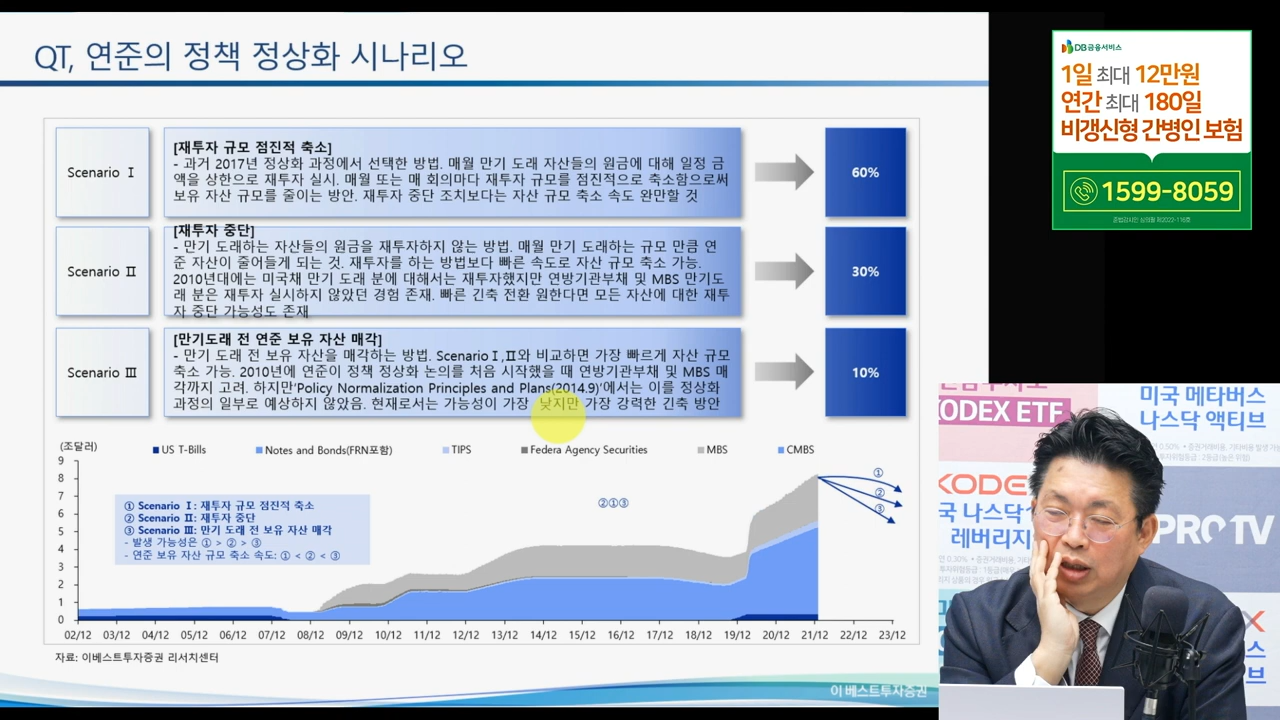 QT, 연준의 정책 정상화 시나리오
Scenario Ⅰ
[재투자 규모 점진적 축소]
- 과거 2017년 정상화 과정에서 선택한 방법. 매월 만기 도래 자산들의 원금에 대해 일정 금
액을 상한으로 재투자 실시. 매월 또는 매 회의마다 재투자 규모를 점진적으로 축소함으로써
보유 자산 규모를 줄이는 방안. 재투자 중단 조치보다는 자산 규모 축소 속도 완만할 것
60%
Scenario Ⅱ
[재투자 중단]
- 만기 도래하는 자산들의 원금을 재투자하지 않는 방법. 매월 만기 도래하는 규모 만큼 연
준 자산이 줄어들게 되는 것. 재투자를 하는 방법보다 빠른 속도로 자산 규모 축소 가능.
2010년대에는 미국채 만기 도래 분에 대해서는 재투자했지만 연방기관부채 및 MBS 만기도
래 분은 재투자 실시하지 않았던 경험 존재. 빠른 긴축 전환 원한다면 모든 자산에 대한 재투
자 중단 가능성도 존재
30%
Scenario Ⅲ
[만기도래 전 연준 보유 자산 매각]
- 만기 도래 전 보유 자산을 매각하는 방법. ScenarioⅠ,Ⅱ와 비교하면 가장 빠르게 자산 규모
축소 가능. 2010년에 연준이 정책 정상화 논의를 처음 시작했을 때 연방기관부채 및 MBS 매
각까지 고려. 하지만'Policy Normalization Principles and Plans(2014.9)'에서는 이를 정상화
과정의 일부로 예상하지 않았음. 현재로서는 가능성이 가장 낮지만 가장 강력한 긴축 방안
10%
(조달러)
US T-Bills Notes and Bonds(FRN포함) TIPS Federa Agency Securities MBS CMBS
9
8
7
6
5
4
3
2
1
0
① Scenario Ⅰ: 재투자 규모 점진적 축소
② Scenario Ⅱ: 재투자 중단
③ Scenario Ⅲ: 만기 도래 전 보유 자산 매각
- 발생 가능성은 ① > ② > ③
- 연준 보유 자산 규모 축소 속도: ① < ② < ③
②①③
①
②
③
02/12 03/12 04/12 05/12 06/12 07/12 08/12 09/12 10/12 11/12 12/12 13/12 14/12 15/12 16/12 17/12 18/12 19/12 20/12 21/12 22/12 23/12
자료: 이베스트투자증권 리서치센터
이베스트투자증권
DB금융서비스
1일 최대 12만원
연간 최대 180일
비갱신형 간병인 보험
1599-8059
준법감시인 심의필 제2022-116호
KODEX ETF
미국 메타버스
나스닥 액티브
KODE
국 나스닥
레버리지
PRO TV